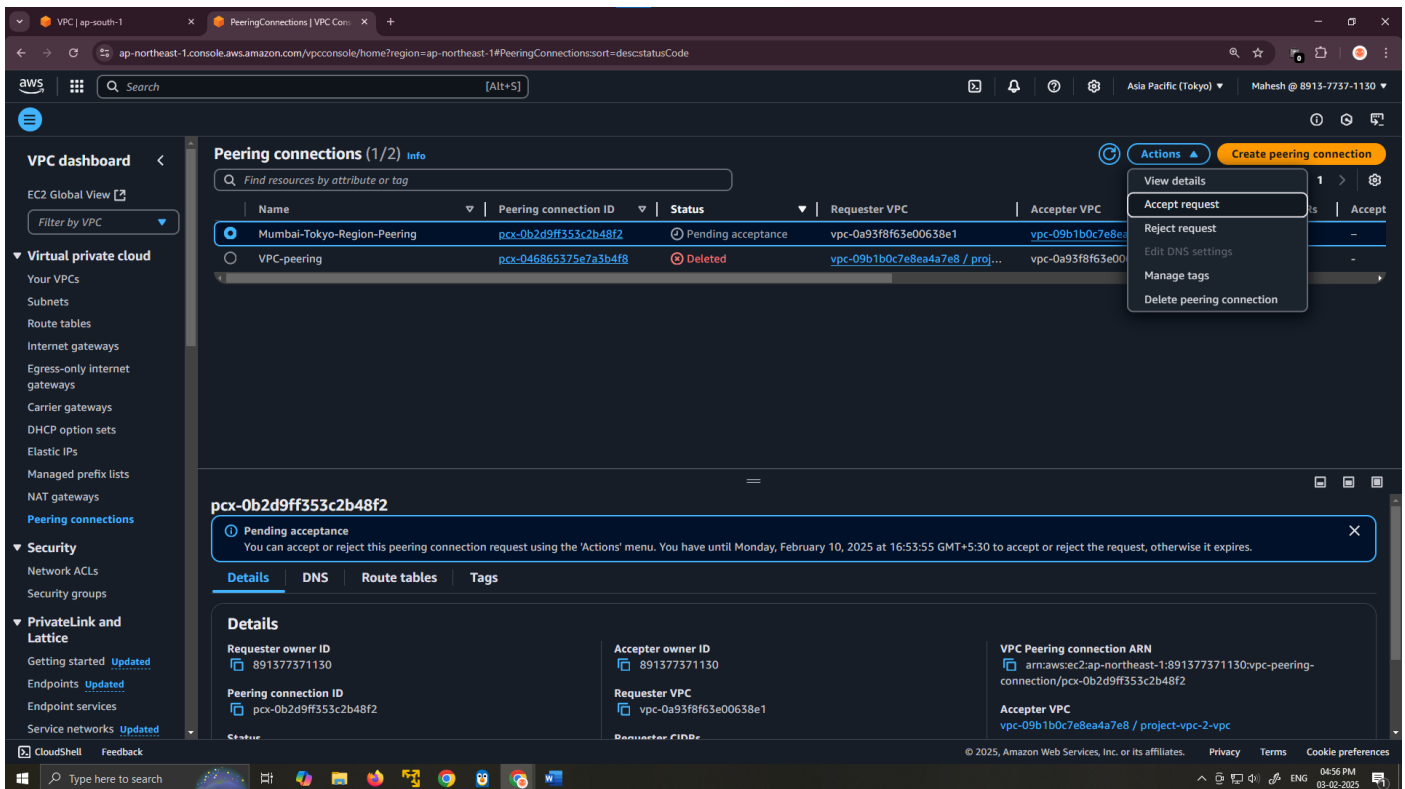 VPC | ap-south-1
PeeringConnections | VPC Con
ap-northeast-1.console.aws.amazon.com/vpcconsole/home?region=ap-northeast-1#PeeringConnections:sort=desc:statusCode
0
aws
Search
[Alt+S]
Asia Pacific (Tokyo)
Mahesh @ 8913-7737-1130
VPC dashboard
EC2 Global View
Filter by VPC
Virtual private cloud
Your VPCs
Subnets
Route tables
Internet gateways
Egress-only internet
gateways
Carrier gateways
DHCP option sets
Elastic IPs
Managed prefix lists
NAT gateways
Peering connections
Security
Network ACLs
Security groups
PrivateLink and
Lattice
Getting started Updated
Endpoints Updated
Endpoint services
Service networks Updated
Peering connections (1/2) Info
Actions
Create peering connection
Find resources by attribute or tag
1
View details
Accept request
Reject request
Edit DNS settings
Manage tags
Delete peering connection
Name Peering connection ID Status Requester VPC Accepter VPC Rs Accept
Mumbai-Tokyo-Region-Peering pcx-0b2d9ff353c2b48f2 Pending acceptance vpc-0a93f8f63e00638e1 vpc-09b1b0c7e8ea –
VPC-peering pcx-046865375e7a3b4f8 Deleted vpc-09b1b0c7e8ea4a7e8 / proj... vpc-0a93f8f63e00 -
pcx-0b2d9ff353c2b48f2
Pending acceptance
You can accept or reject this peering connection request using the 'Actions' menu. You have until Monday, February 10, 2025 at 16:53:55 GMT+5:30 to accept or reject the request, otherwise it expires.
Details DNS Route tables Tags
Details
Requester owner ID
891377371130
Peering connection ID
pcx-0b2d9ff353c2b48f2
Status
Accepter owner ID
891377371130
Requester VPC
vpc-0a93f8f63e00638e1
Requester CIDRs
VPC Peering connection ARN
arn:aws:ec2:ap-northeast-1:891377371130:vpc-peering-
connection/pcx-0b2d9ff353c2b48f2
Accepter VPC
vpc-09b1b0c7e8ea4a7e8 / project-vpc-2-vpc
CloudShell Feedback
© 2025, Amazon Web Services, Inc. or its affiliates. Privacy Terms Cookie preferences
Type here to search
ENG
04:56 PM
03-02-2025
1